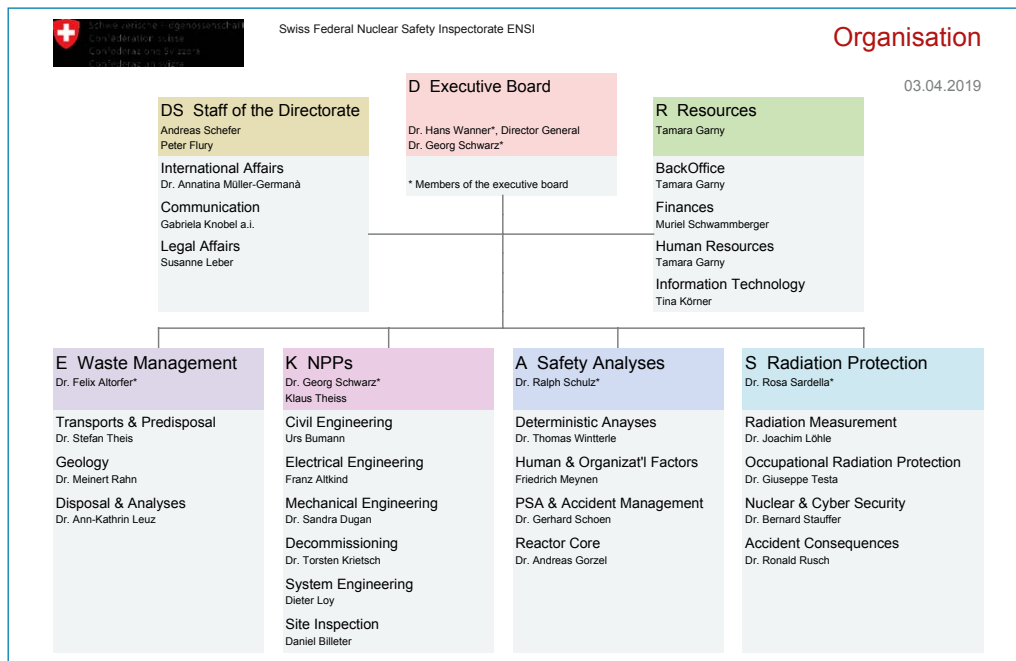 Schweizerische Eidgenossenschaft
Confédération suisse
Confederazione Svizzera
Confederaziun svizra
Swiss Federal Nuclear Safety Inspectorate ENSI
Organisation
03.04.2019
D Executive Board
Dr. Hans Wanner*, Director General
Dr. Georg Schwarz*
* Members of the executive board
DS Staff of the Directorate
Andreas Schefer
Peter Flury
International Affairs
Dr. Annatina Müller-Germanà
Communication
Gabriela Knobel a.i.
Legal Affairs
Susanne Leber
R Resources
Tamara Garny
BackOffice
Tamara Garny
Finances
Muriel Schwammberger
Human Resources
Tamara Garny
Information Technology
Tina Körner
E Waste Management
Dr. Felix Altorfer*
Transports & Predisposal
Dr. Stefan Theis
Geology
Dr. Meinert Rahn
Disposal & Analyses
Dr. Ann-Kathrin Leuz
K NPPs
Dr. Georg Schwarz*
Klaus Theiss
Civil Engineering
Urs Bumann
Electrical Engineering
Franz Altkind
Mechanical Engineering
Dr. Sandra Dugan
Decommissioning
Dr. Torsten Krietsch
System Engineering
Dieter Loy
Site Inspection
Daniel Billeter
A Safety Analyses
Dr. Ralph Schulz*
Deterministic Anayses
Dr. Thomas Wintterle
Human & Organizat'l Factors
Friedrich Meynen
PSA & Accident Management
Dr. Gerhard Schoen
Reactor Core
Dr. Andreas Gorzel
S Radiation Protection
Dr. Rosa Sardella*
Radiation Measurement
Dr. Joachim Löhle
Occupational Radiation Protection
Dr. Giuseppe Testa
Nuclear & Cyber Security
Dr. Bernard Stauffer
Accident Consequences
Dr. Ronald Rusch